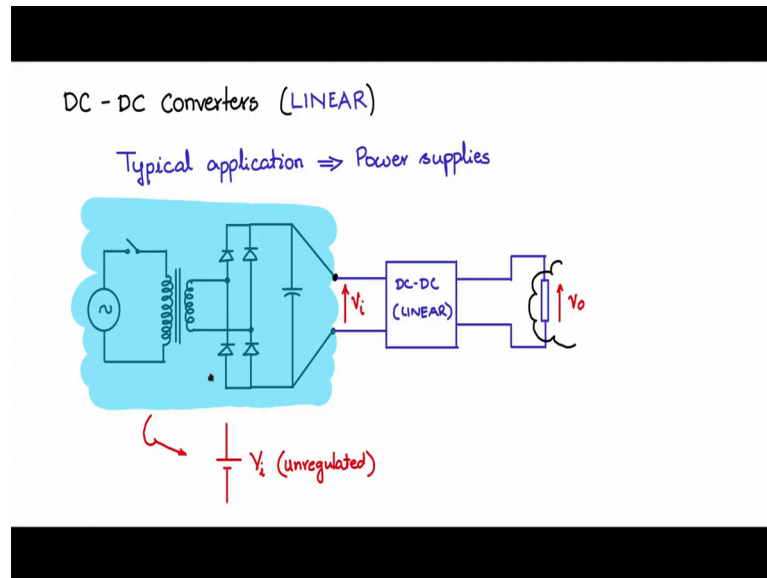 DC - DC Converters (LINEAR)
Typical application ⇒ Power supplies
DC-DC
(LINEAR)
Vi
vo
Vi (unregulated)